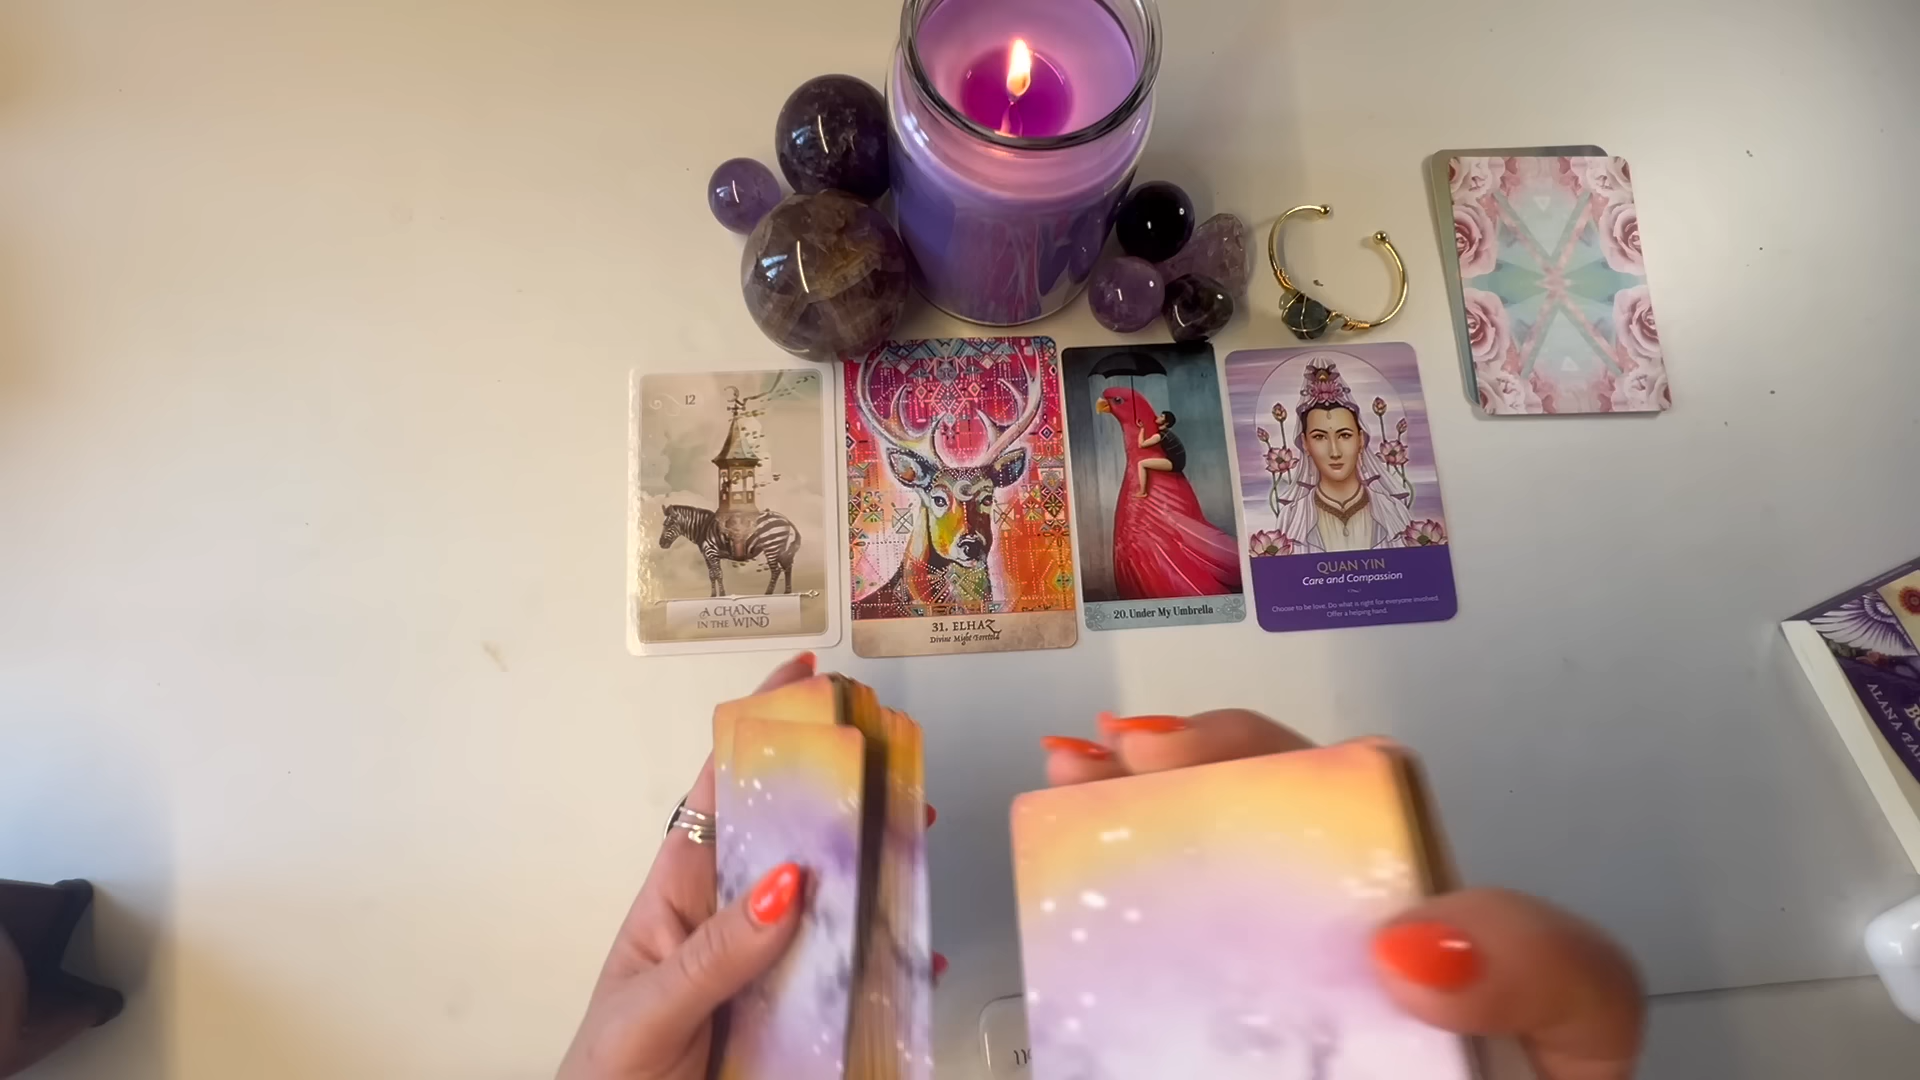 12
A CHANGE
IN THE WIND
31. ELHAZ
Divine Might Foretold
20. Under My Umbrella
QUAN YIN
Care and Compassion
Choose to be love. Do what is right for everyone involved.
Offer a helping hand.
ALANA FAI